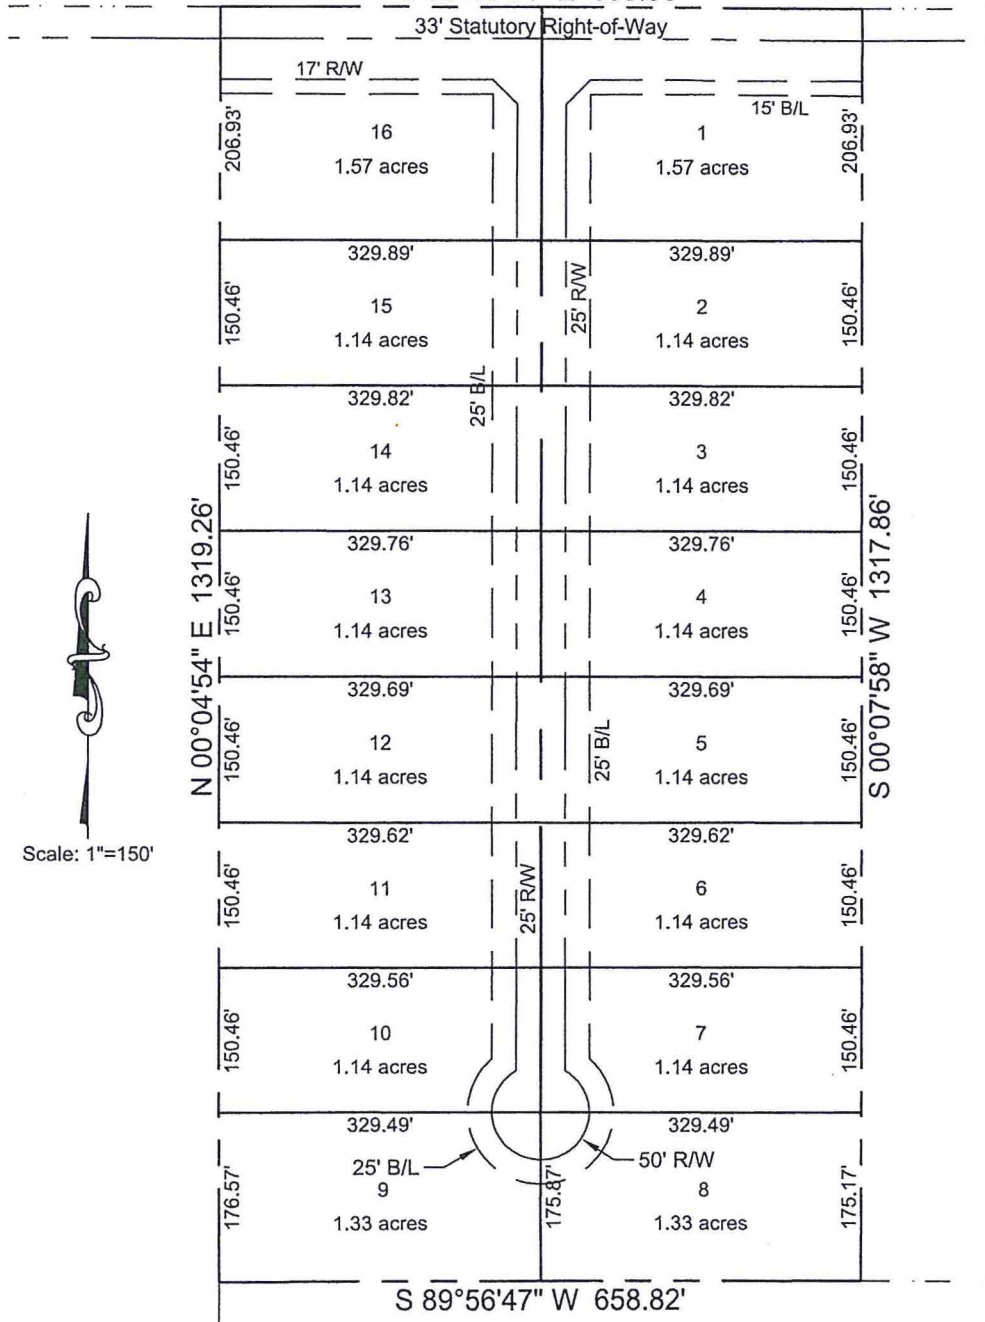 33' Statutory Right-of-Way
17' R/W
15' B/L
206.93'
16
1.57 acres
1
1.57 acres
206.93'
329.89'
329.89'
150.46'
15
1.14 acres
25' R/W
2
1.14 acres
150.46'
25' B/L
329.82'
329.82'
150.46'
14
1.14 acres
3
1.14 acres
150.46'
329.76'
329.76'
N 00°04'54" E 1319.26'
150.46'
13
1.14 acres
4
1.14 acres
150.46'
S 00°07'58" W 1317.86'
329.69'
329.69'
150.46'
12
1.14 acres
25' B/L
5
1.14 acres
150.46'
Scale: 1"=150'
329.62'
329.62'
150.46'
11
1.14 acres
25' R/W
6
1.14 acres
150.46'
329.56'
329.56'
150.46'
10
1.14 acres
7
1.14 acres
150.46'
329.49'
329.49'
25' B/L
50' R/W
176.57'
9
1.33 acres
175.87'
8
1.33 acres
175.17'
S 89°56'47" W 658.82'